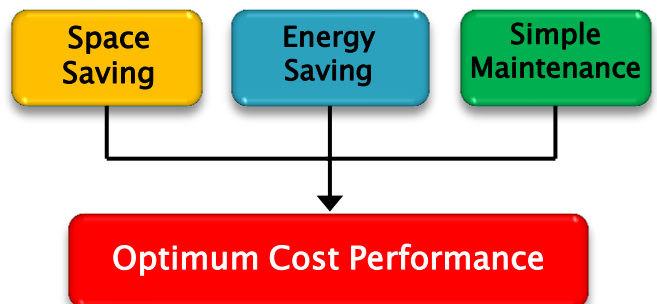 Space
Saving
Energy
Saving
Simple
Maintenance
Optimum Cost Performance